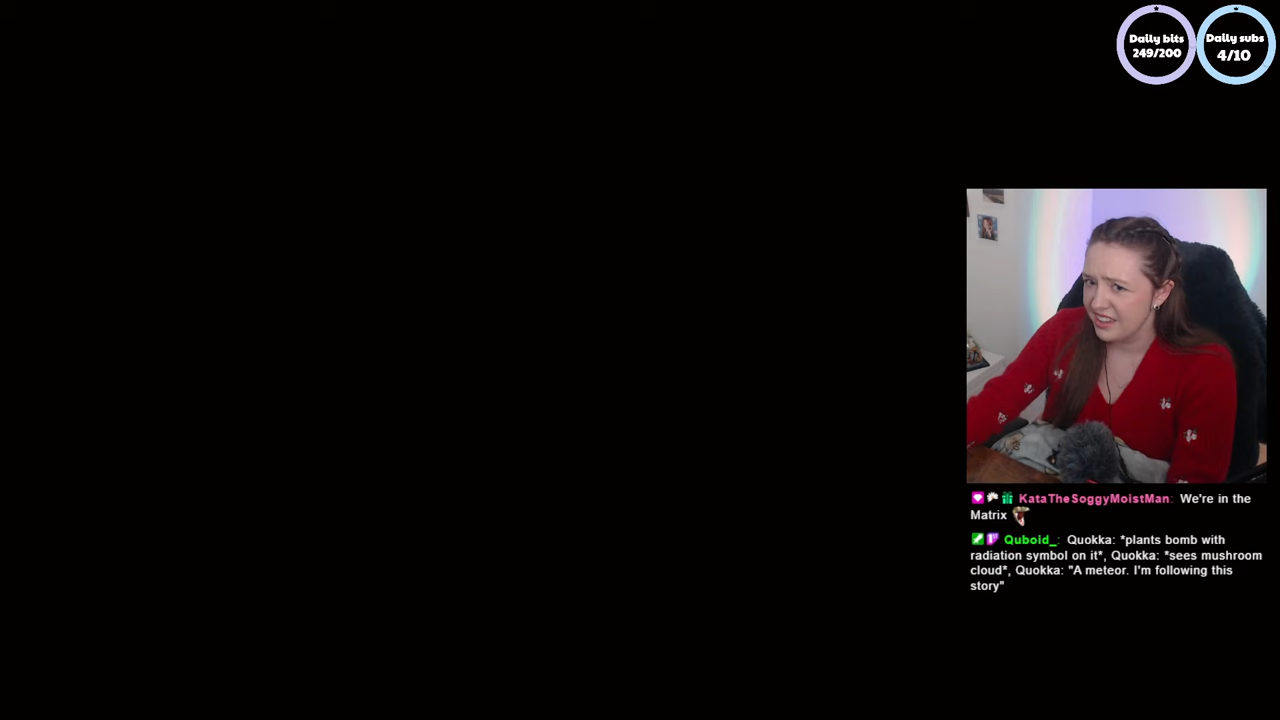 Daily bits
249/200
Daily subs
4/10
KataTheSoggyMoistMan: We're in the
Matrix
Quboid_: Quokka: *plants bomb with
radiation symbol on it*, Quokka: *sees mushroom
cloud*, Quokka: "A meteor. I'm following this
story"